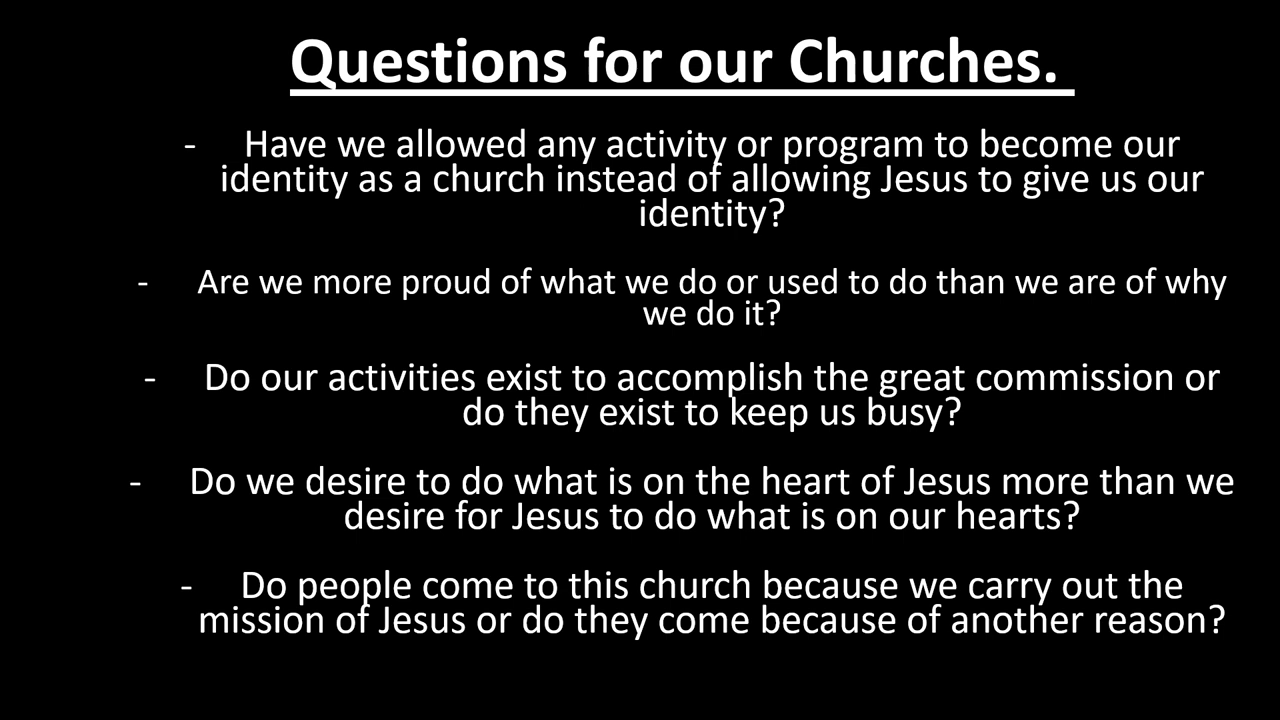 Questions for our Churches.
- Have we allowed any activity or program to become our
identity as a church instead of allowing Jesus to give us our
identity?
- Are we more proud of what we do or used to do than we are of why
we do it?
- Do our activities exist to accomplish the great commission or
do they exist to keep us busy?
- Do we desire to do what is on the heart of Jesus more than we
desire for Jesus to do what is on our hearts?
- Do people come to this church because we carry out the
mission of Jesus or do they come because of another reason?